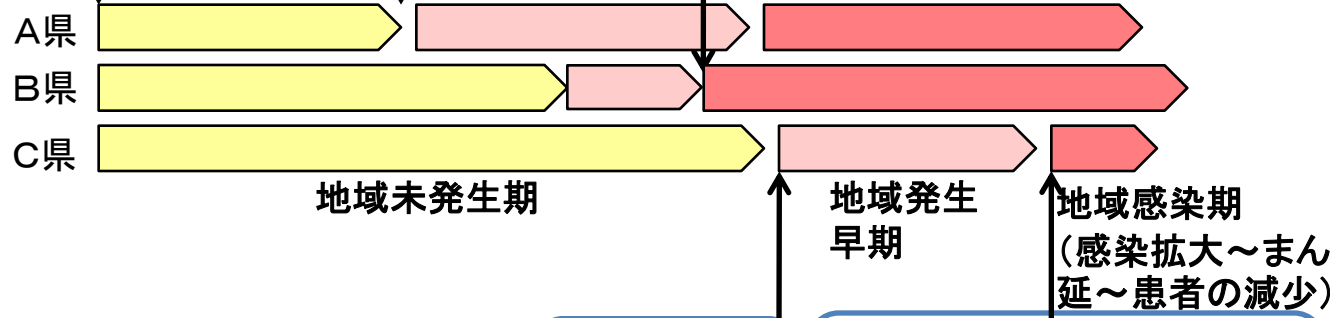 A県
B県
C県
地域未発生期
地域発生
早期
地域感染期
（感染拡大～まん
延～患者の減少）